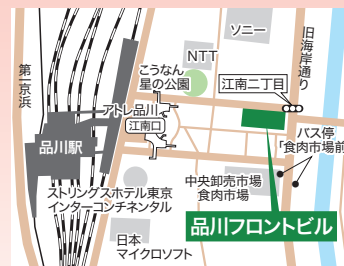 ソニー
旧海岸通り
NTT
こうなん
星の公園
江南二丁目
第一京浜
アトレ品川
江南口
品川駅
バス停
「食肉市場前」
中央卸売市場
食肉市場
ストリングスホテル東京
インターコンチネンタル
品川フロントビル
日本
マイクロソフト